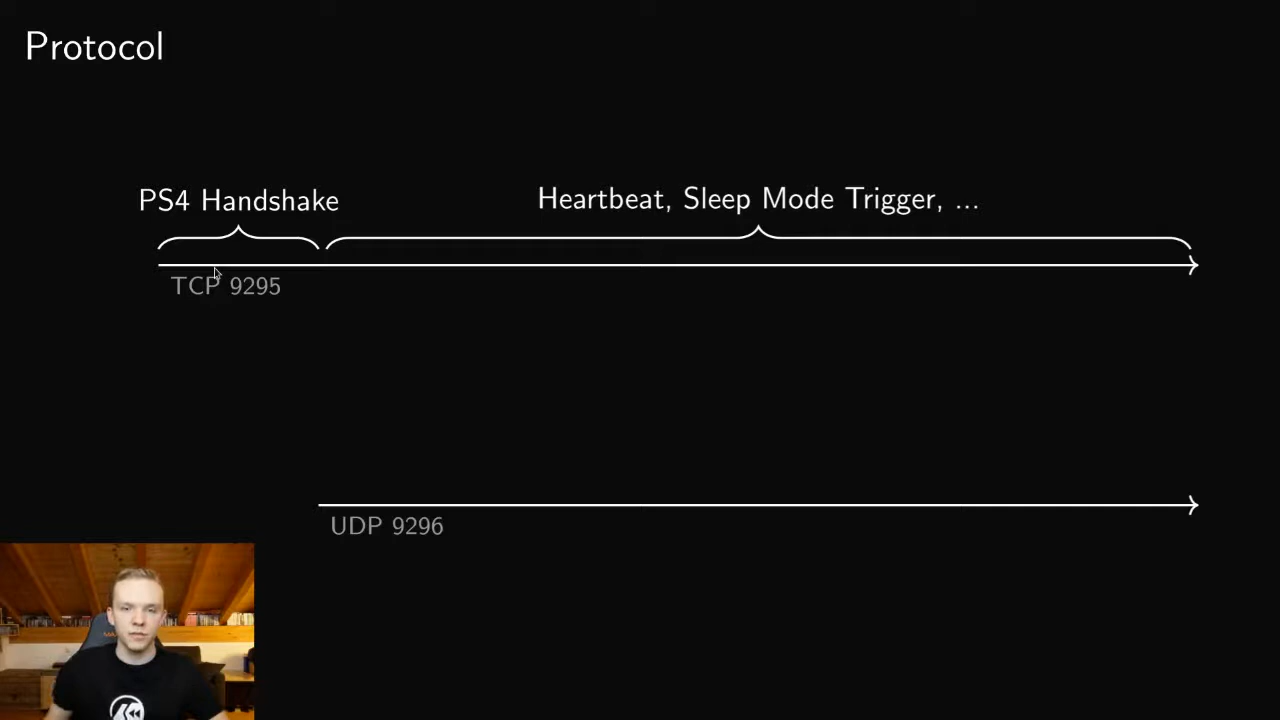 Protocol
PS4 Handshake
Heartbeat, Sleep Mode Trigger, ...
TCP 9295
UDP 9296